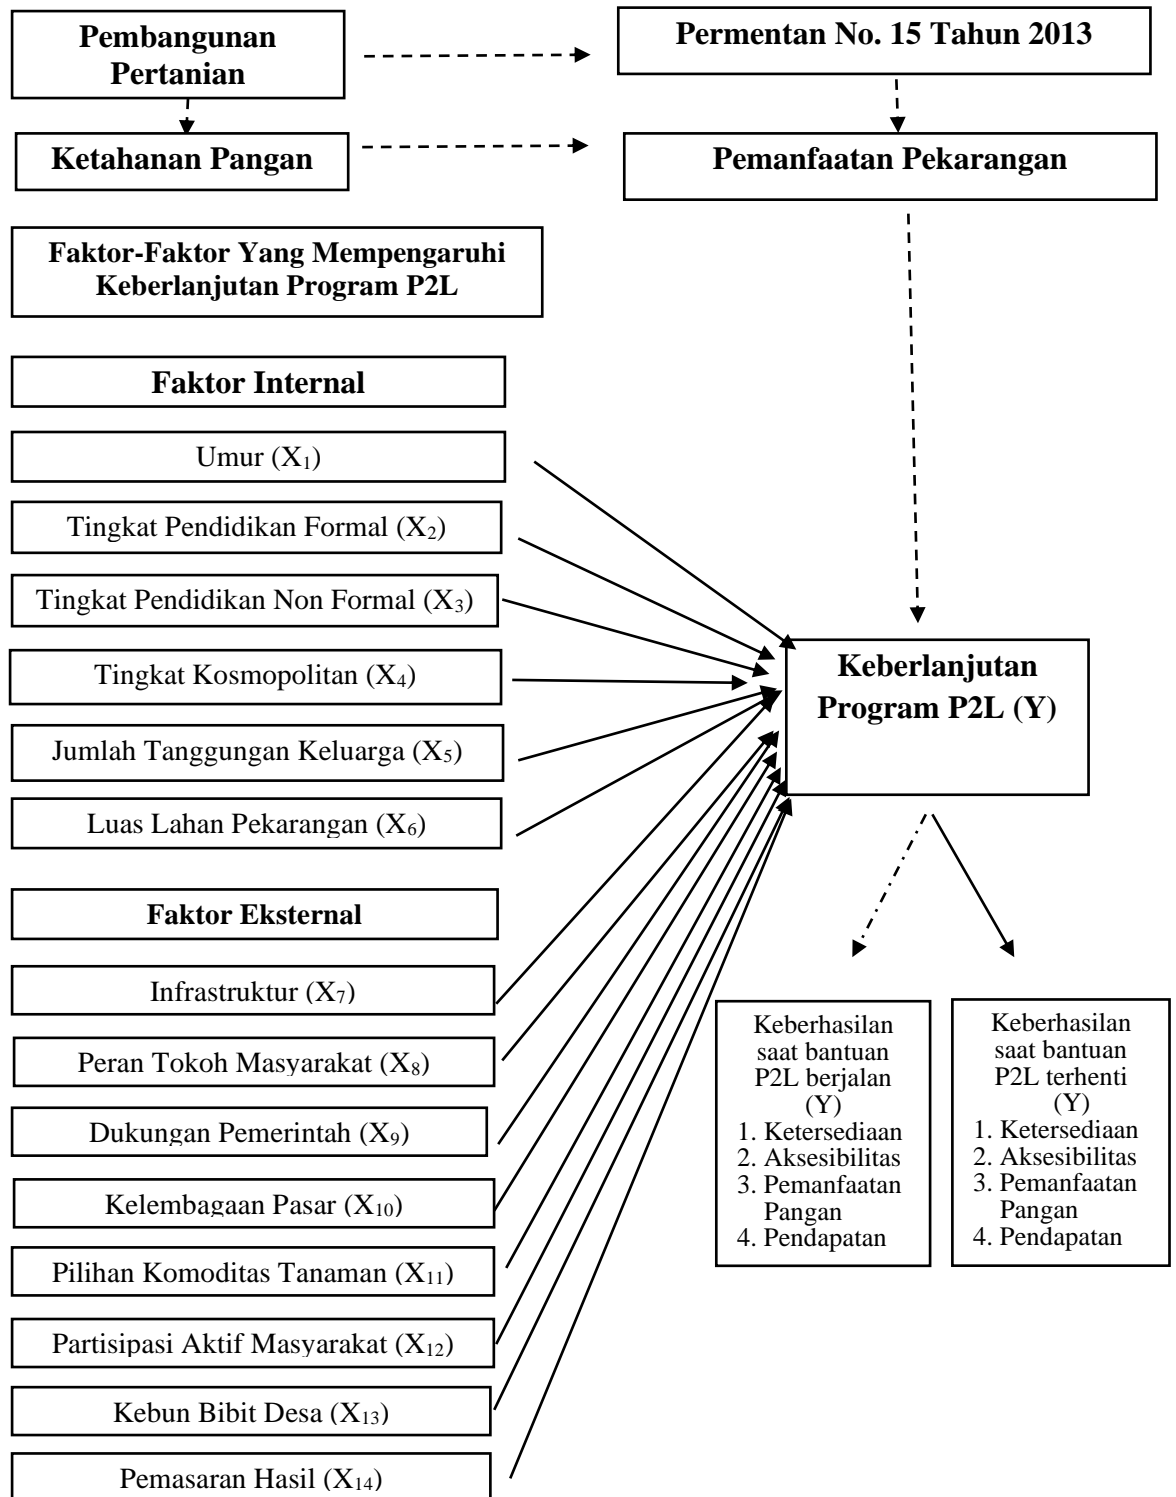 Pembangunan
Pertanian
Permentan No. 15 Tahun 2013
Ketahanan Pangan
Pemanfaatan Pekarangan
Faktor-Faktor Yang Mempengaruhi
Keberlanjutan Program P2L
Faktor Internal
Umur (X₁)
Tingkat Pendidikan Formal (X₂)
Tingkat Pendidikan Non Formal (X₃)
Tingkat Kosmopolitan (X₄)
Jumlah Tanggungan Keluarga (X₅)
Luas Lahan Pekarangan (X₆)
Keberlanjutan
Program P2L (Y)
Faktor Eksternal
Infrastruktur (X₇)
Peran Tokoh Masyarakat (X₈)
Dukungan Pemerintah (X₉)
Kelembagaan Pasar (X₁₀)
Pilihan Komoditas Tanaman (X₁₁)
Partisipasi Aktif Masyarakat (X₁₂)
Kebun Bibit Desa (X₁₃)
Pemasaran Hasil (X₁₄)
Keberhasilan
saat bantuan
P2L berjalan
(Y)
1. Ketersediaan
2. Aksesibilitas
3. Pemanfaatan
Pangan
4. Pendapatan
Keberhasilan
saat bantuan
P2L terhenti
(Y)
1. Ketersediaan
2. Aksesibilitas
3. Pemanfaatan
Pangan
4. Pendapatan